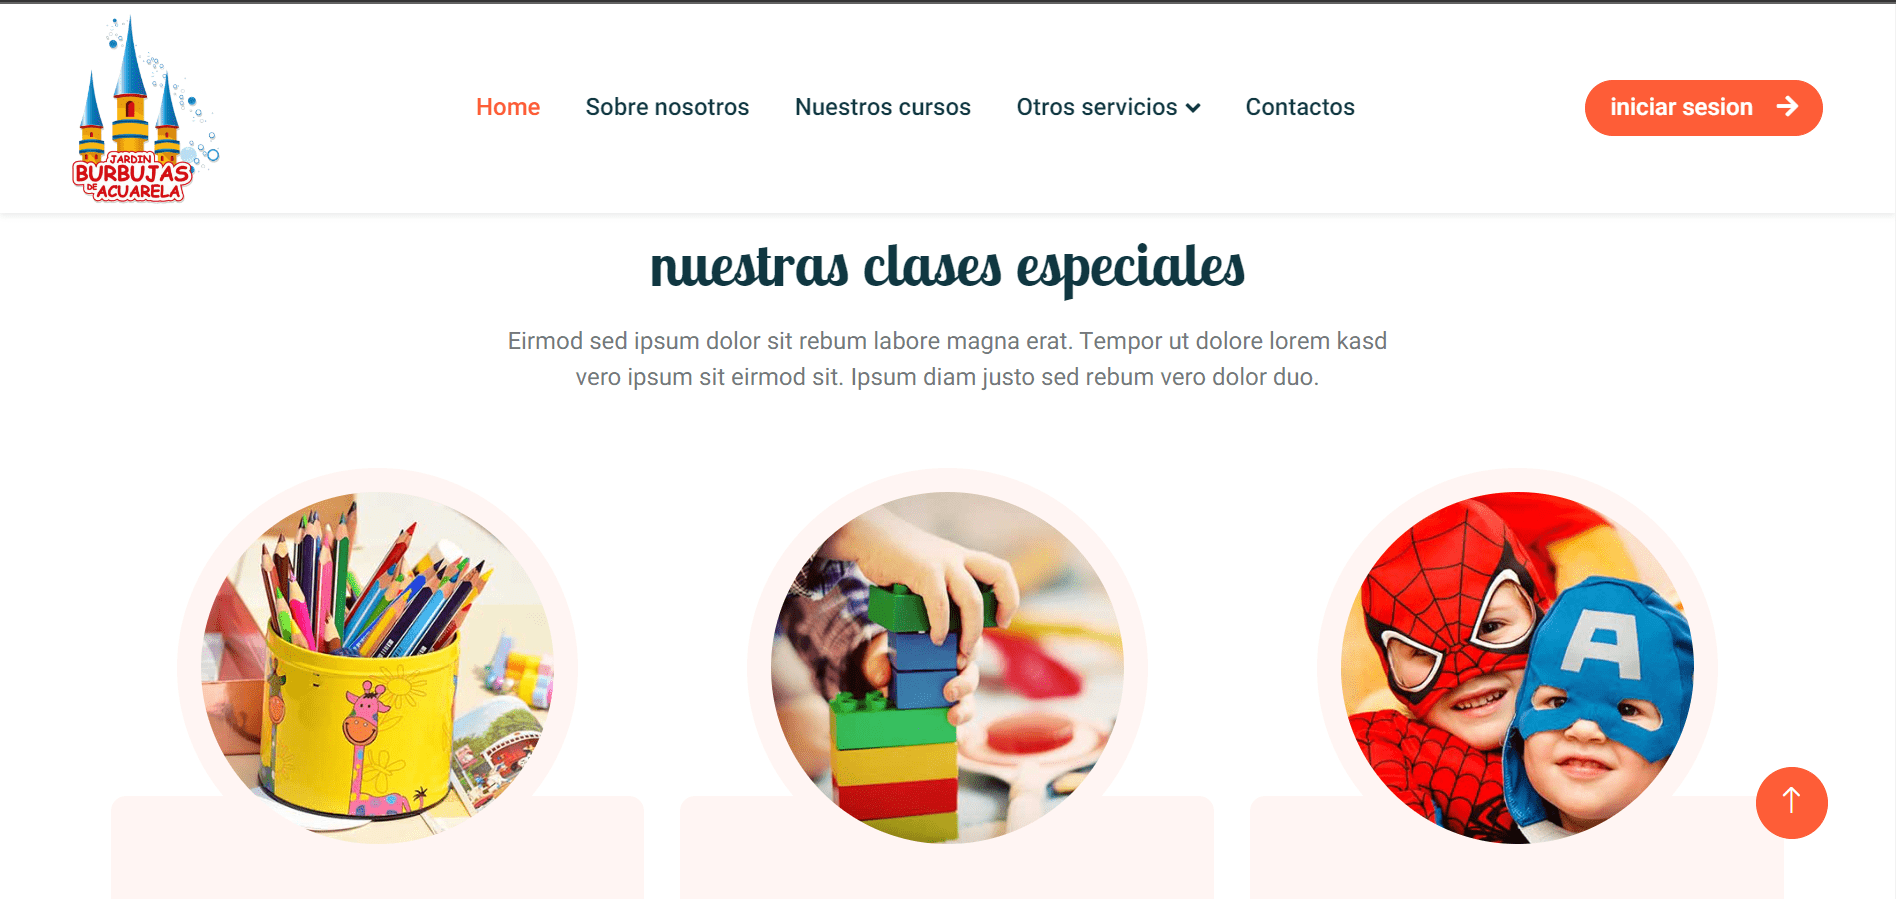 JARDIN
BURBUJAS
DE ACUARELA
Home Sobre nosotros Nuestros cursos Otros servicios Contactos
iniciar sesion
nuestras clases especiales
Eirmod sed ipsum dolor sit rebum labore magna erat. Tempor ut dolore lorem kasd
vero ipsum sit eirmod sit. Ipsum diam justo sed rebum vero dolor duo.
A